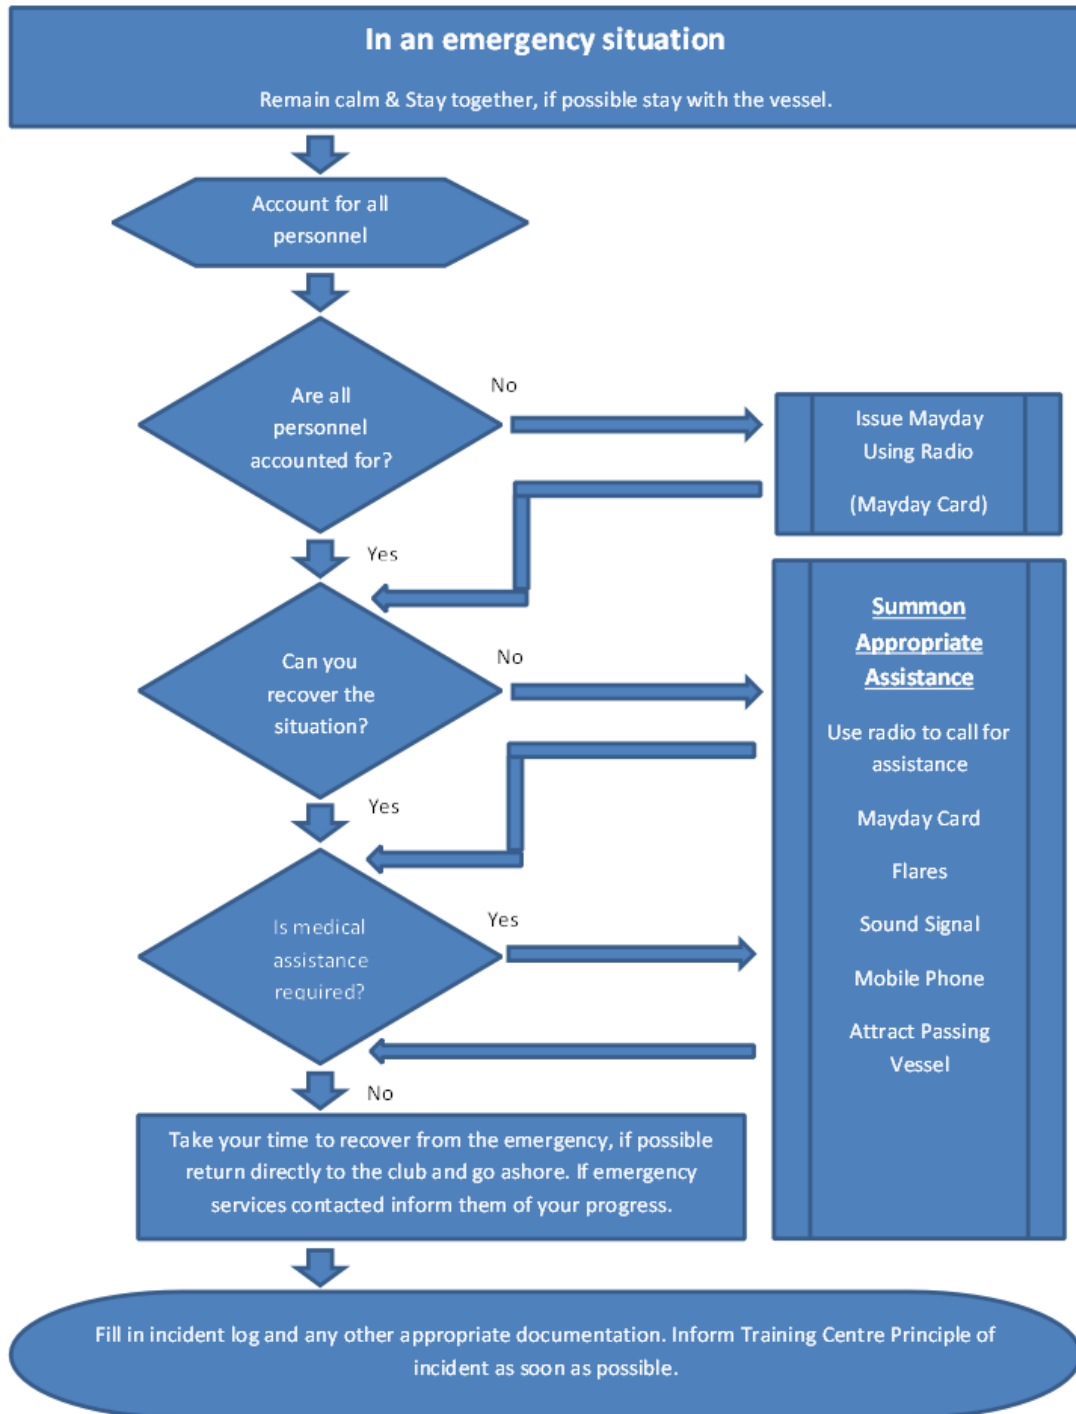 In an emergency situation
Remain calm & Stay together, if possible stay with the vessel.
Account for all
personnel
Are all
personnel
accounted for?
No
Issue Mayday
Using Radio
(Mayday Card)
Yes
Can you
recover the
situation?
No
Summon
Appropriate
Assistance
Use radio to call for
assistance
Mayday Card
Flares
Sound Signal
Mobile Phone
Attract Passing
Vessel
Yes
Is medical
assistance
required?
Yes
No
Take your time to recover from the emergency, if possible
return directly to the club and go ashore. If emergency
services contacted inform them of your progress.
Fill in incident log and any other appropriate documentation. Inform Training Centre Principle of
incident as soon as possible.